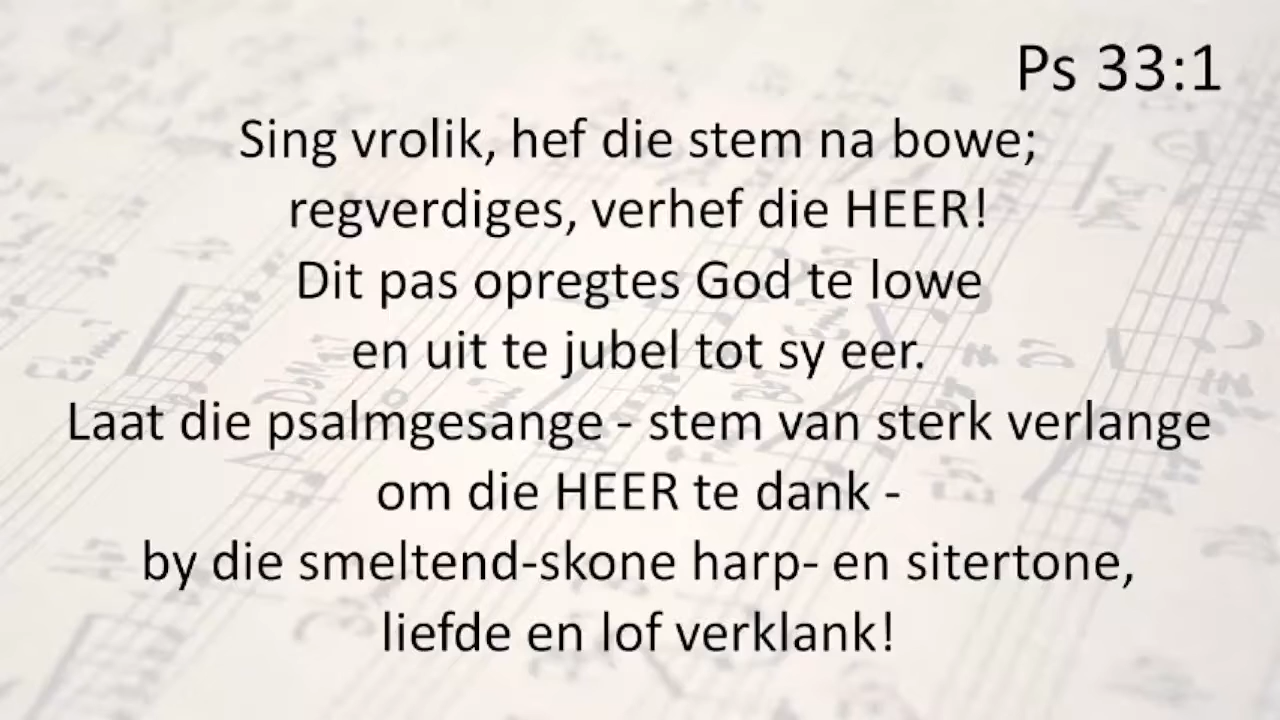 Ps 33:1
Sing vrolik, hef die stem na bowe;
regverdiges, verhef die HEER!
Dit pas opregtes God te lowe
en uit te jubel tot sy eer.
Laat die psalmgesange - stem van sterk verlange
om die HEER te dank -
by die smeltend-skone harp- en sitertone,
liefde en lof verklank!